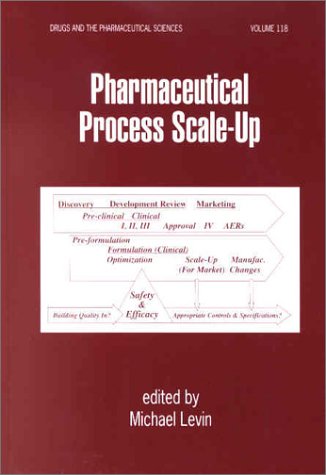 DRUGS AND THE PHARMACEUTICAL SCIENCES VOLUME 118
Pharmaceutical
Process Scale-Up
Discovery Development Review Marketing
Pre-clinical Clinical
I, II, III Approval IV AERs
Pre-formulation
Formulation (Clinical)
Optimization Scale-Up Manufac.
(For Market) Changes
Safety
&
Efficacy
Building Quality In? Appropriate Controls & Specifications?
edited by
Michael Levin